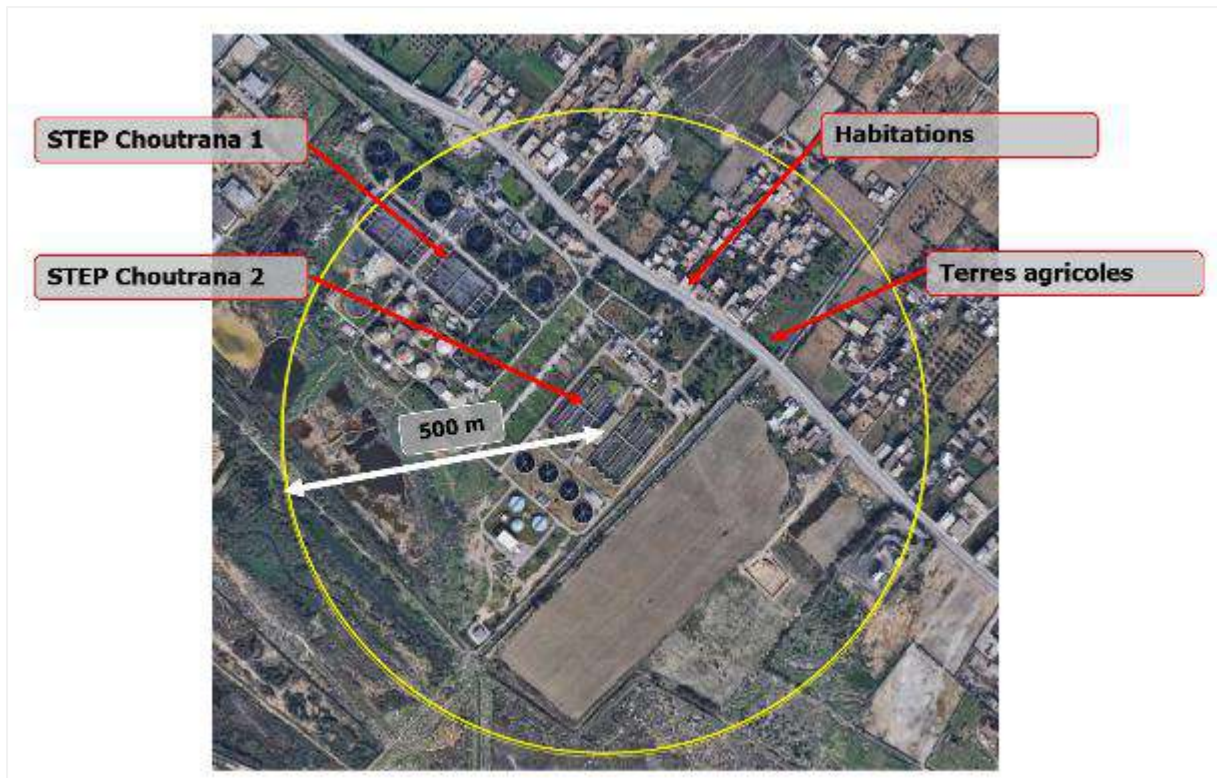 STEP Choutrana 1
Habitations
STEP Choutrana 2
Terres agricoles
500 m